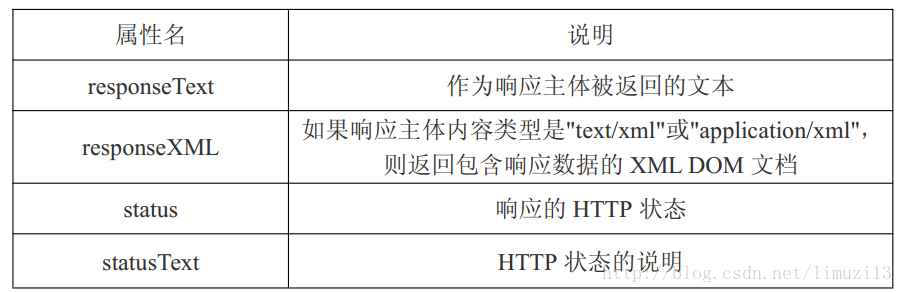 属性名 说明
responseText 作为响应主体被返回的文本
responseXML 如果响应主体内容类型是"text/xml"或"application/xml"，
则返回包含响应数据的 XML DOM 文档
status 响应的 HTTP 状态
statusText HTTP 状态的说明
http://blog.csdn.net/limuzi13